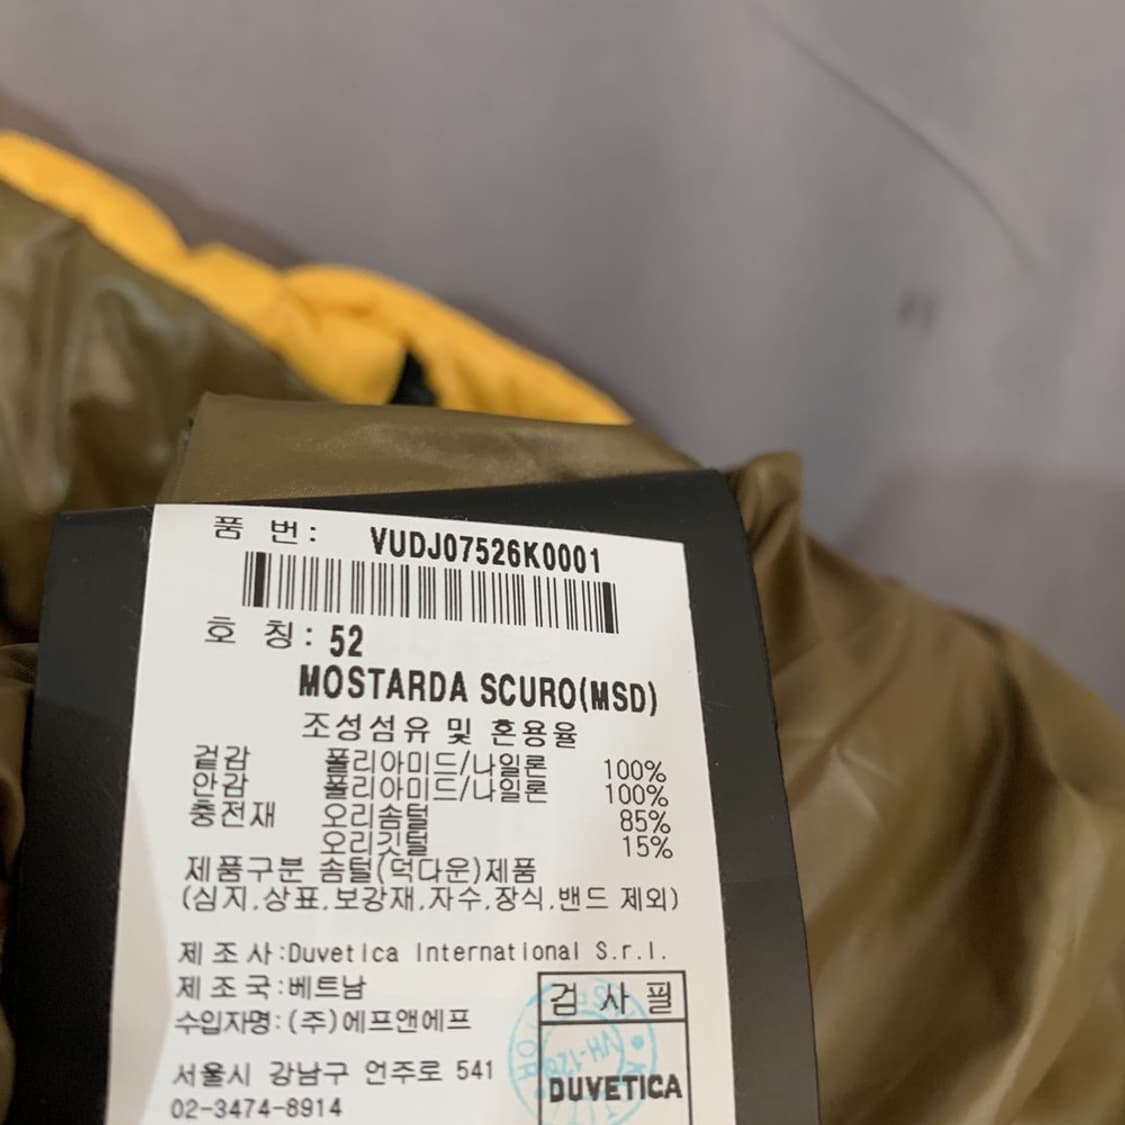 품 번: VUDJ07526K0001
호 칭: 52
MOSTARDA SCURO(MSD)
조성섬유 및 혼용율
겉감 폴리아미드/나일론 100%
안감 폴리아미드/나일론 100%
충전재 오리솜털 85%
오리깃털 15%
제품구분 솜털(덕다운)제품
(심지.상표.보강재.자수.장식.밴드 제외)
제 조 사:Duvetica International S.r.l.
제 조 국:베트남
수입자명:(주)에프앤에프
검 사 필
서울시 강남구 언주로 541
DUVETICA
02-3474-8914